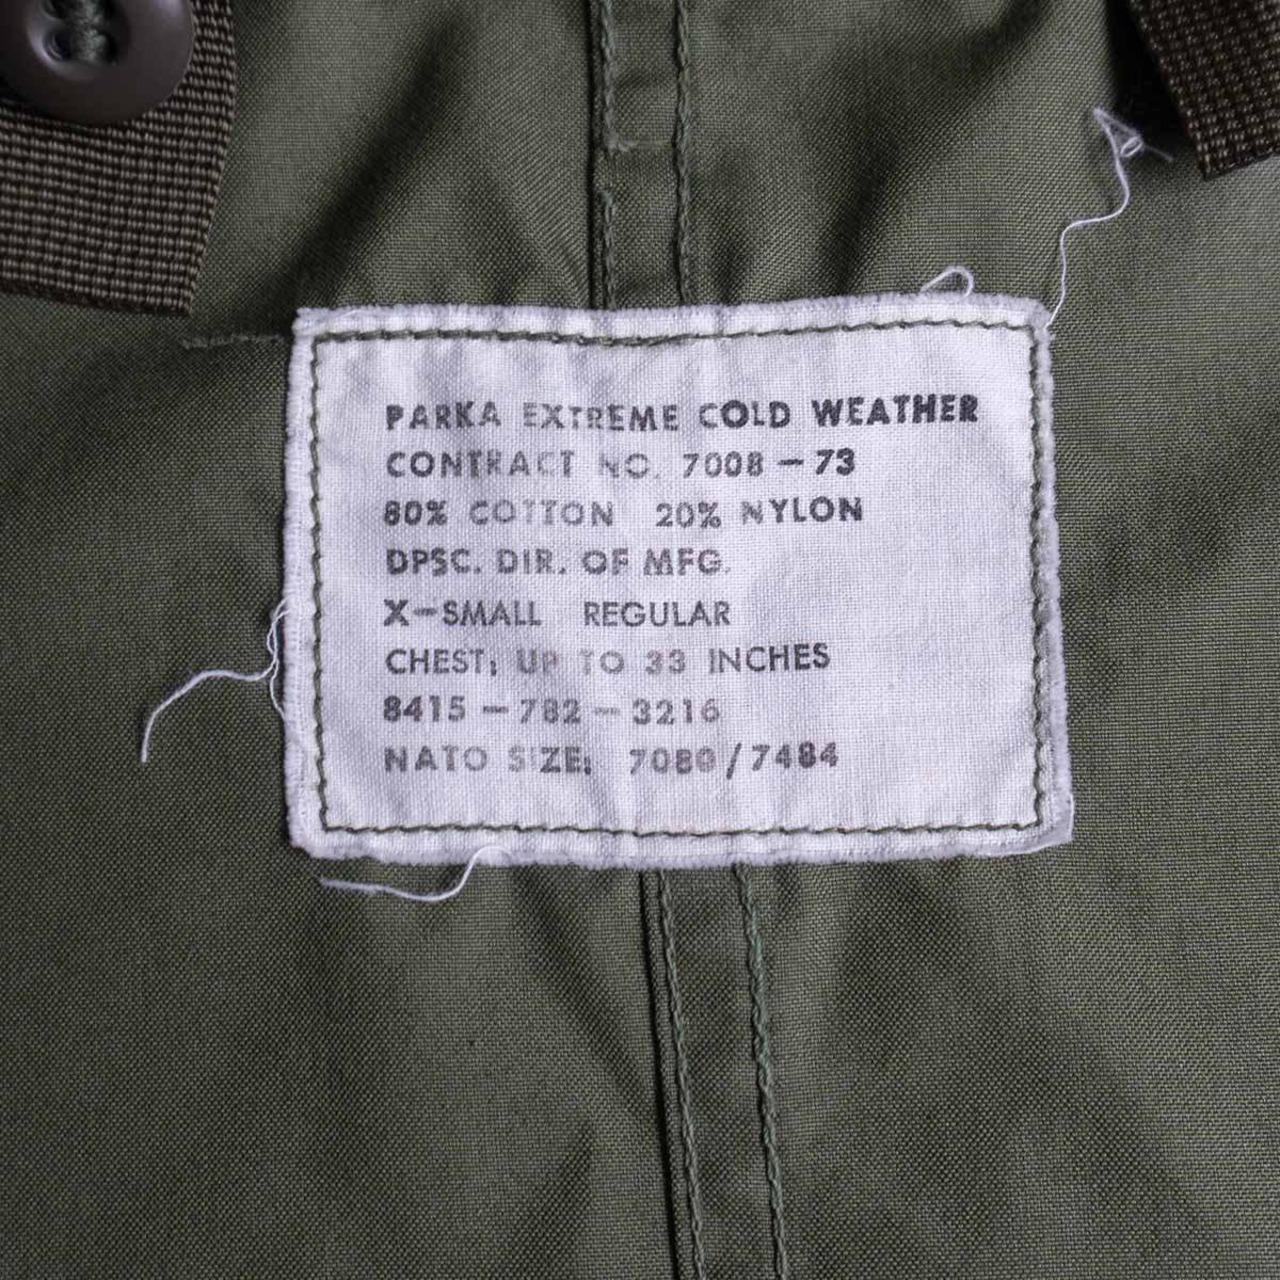 PARKA EXTREME COLD WEATHER
CONTRACT NO. 7008 – 73
80% COTTON 20% NYLON
DPSC. DIR. OF MFG.
X–SMALL REGULAR
CHEST; UP TO 33 INCHES
8415 – 782 – 3216
NATO SIZE; 7080/7484